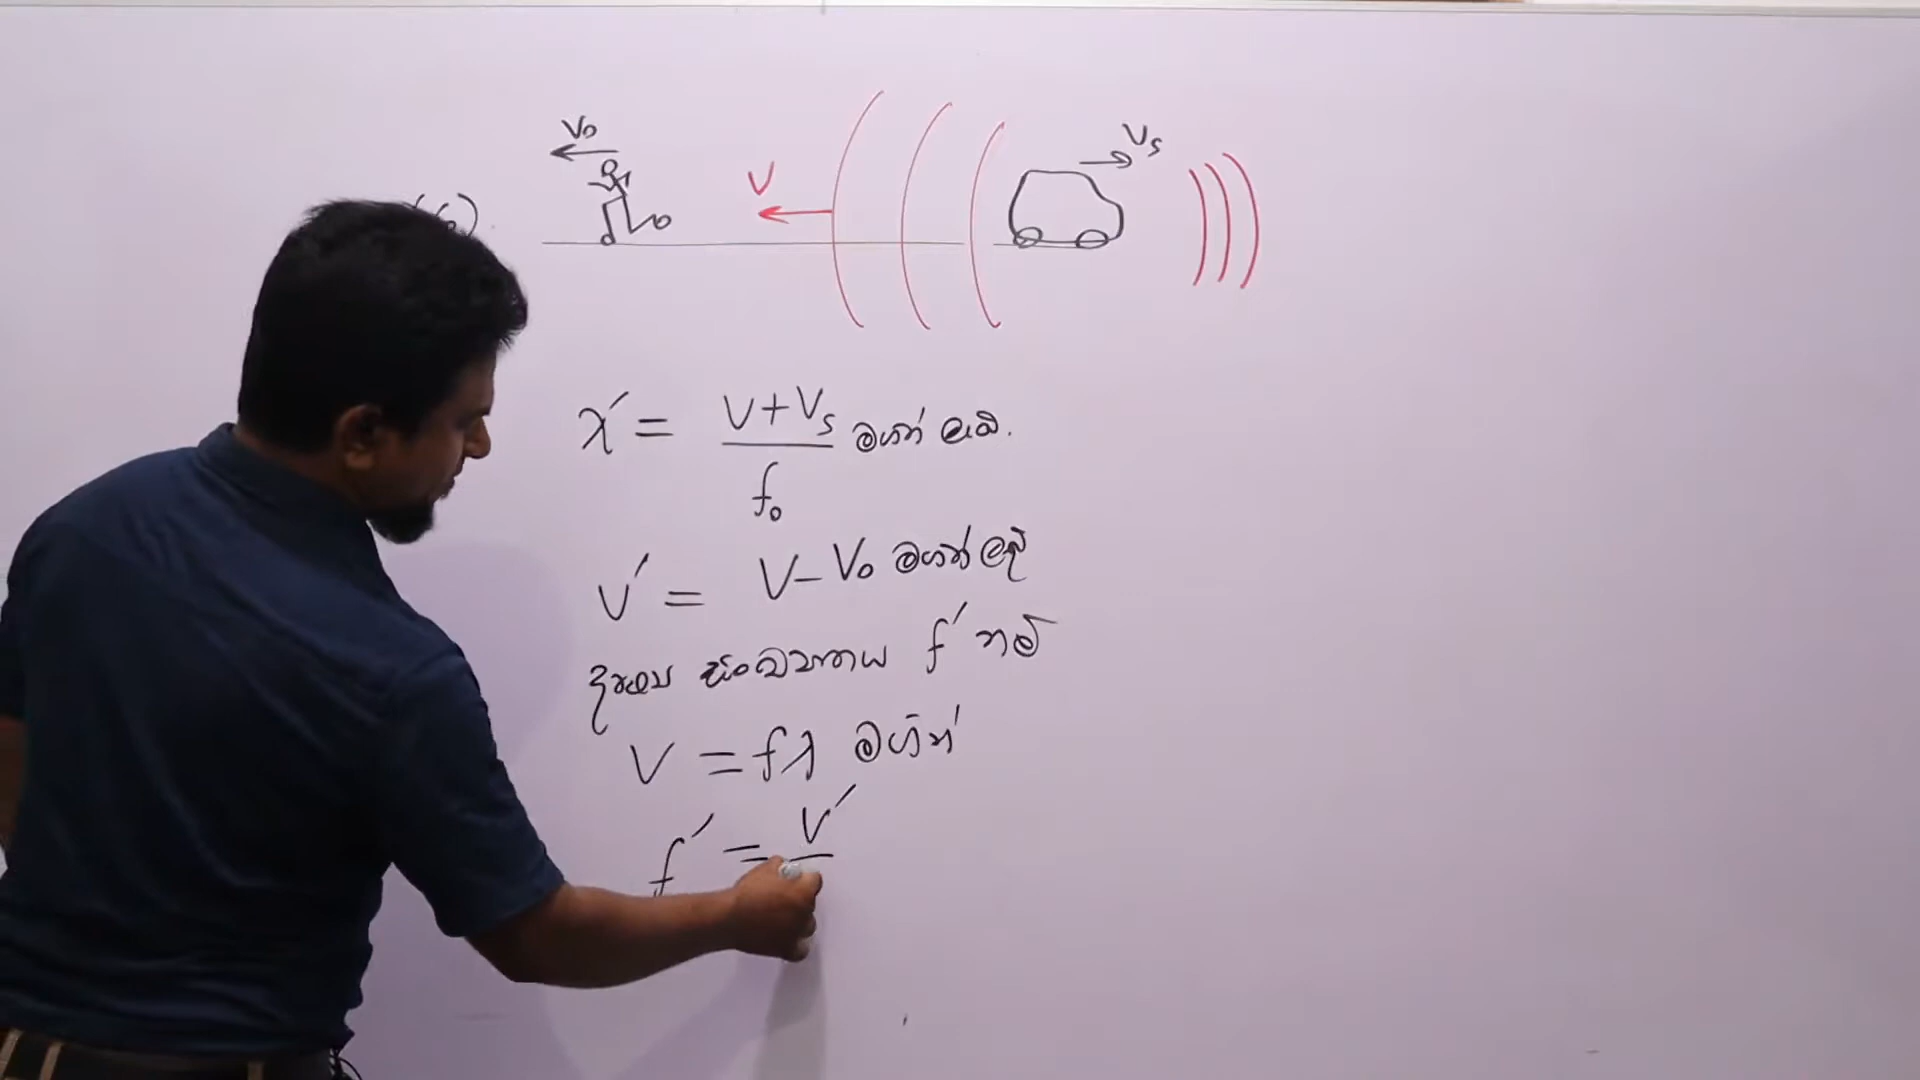 V₀
V
Vₛ
λ′ = (V+Vₛ)/f₀ මගින් ලැබේ.
V′ = V−V₀ මගින් ලැබේ
දෘශ්‍ය සංඛ්‍යාතය f′ නම්
V = fλ මගින්
f′ = V′